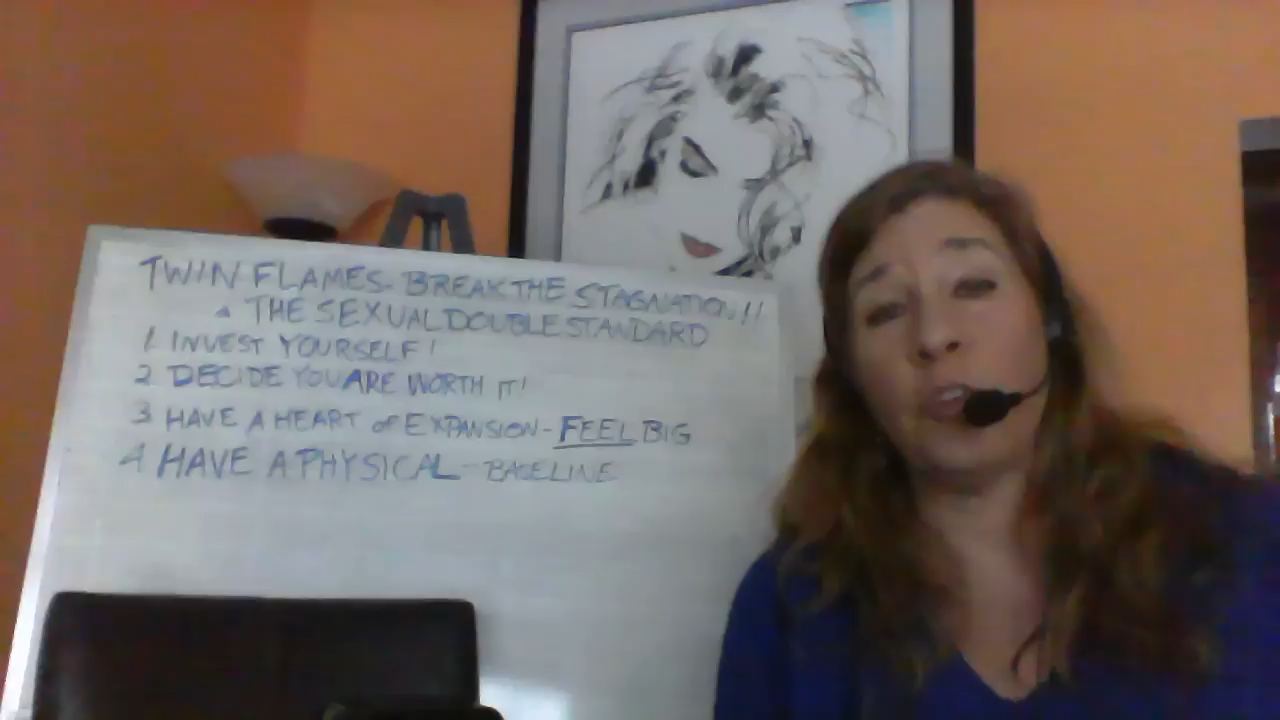 TWIN FLAMES- BREAK THE STAGNATION!!
& THE SEXUAL DOUBLE STANDARD
1 INVEST YOURSELF!
2 DECIDE YOU ARE WORTH IT!
3 HAVE A HEART OF EXPANSION - FEEL BIG
4 HAVE A PHYSICAL - BASELINE